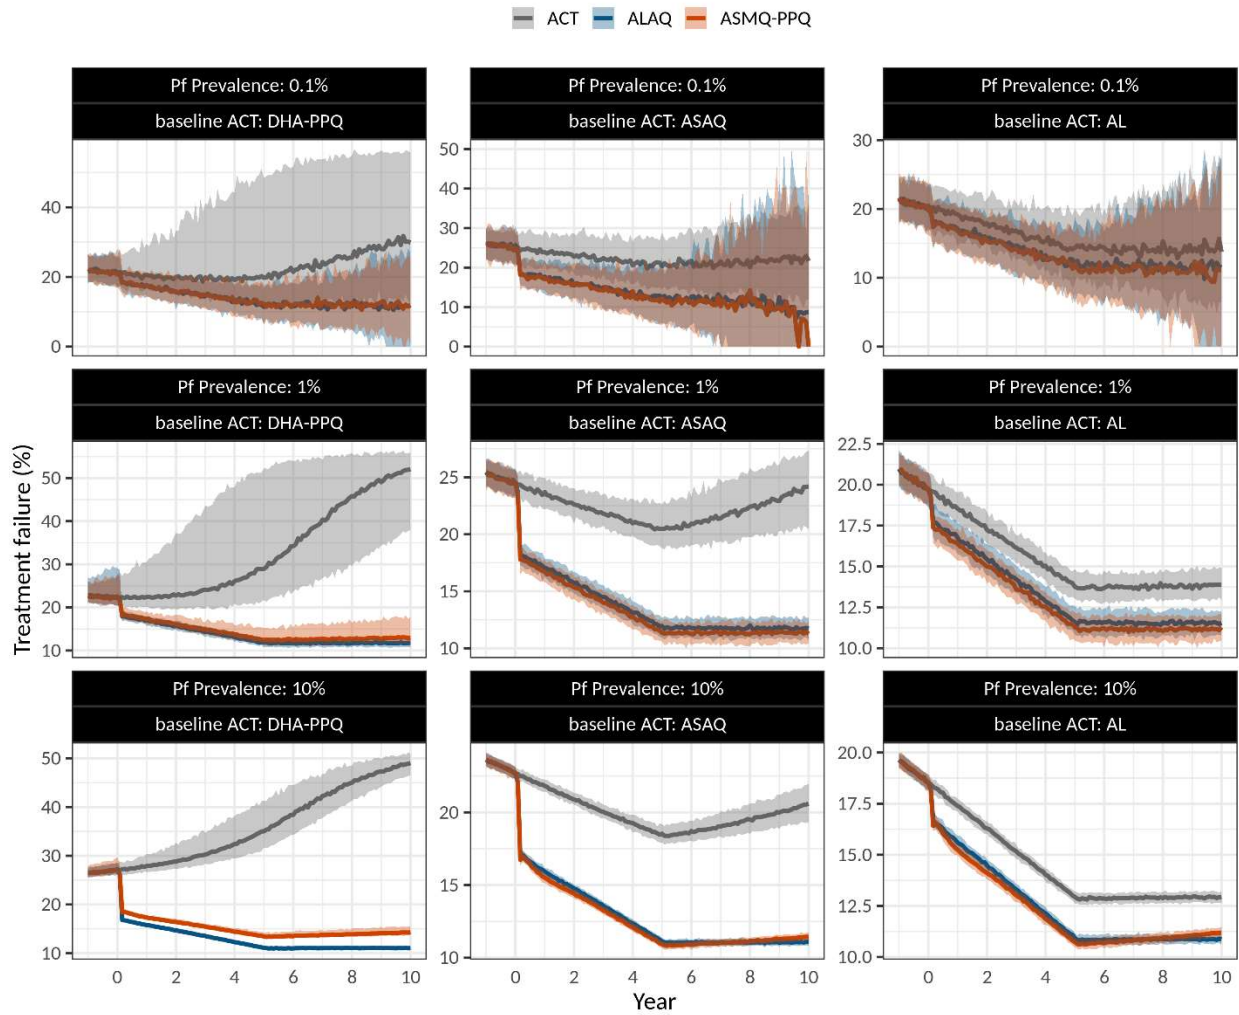 ACT ALAQ ASMQ-PPQ
Pf Prevalence: 0.1%
baseline ACT: DHA-PPQ
40
20
0
Pf Prevalence: 0.1%
baseline ACT: ASAQ
50
40
30
20
10
0
Pf Prevalence: 0.1%
baseline ACT: AL
30
20
10
0
Treatment failure (%)
Pf Prevalence: 1%
baseline ACT: DHA-PPQ
50
40
30
20
10
Pf Prevalence: 1%
baseline ACT: ASAQ
25
20
15
10
Pf Prevalence: 1%
baseline ACT: AL
22.5
20.0
17.5
15.0
12.5
10.0
Pf Prevalence: 10%
baseline ACT: DHA-PPQ
50
40
30
20
10
0 2 4 6 8 10
Pf Prevalence: 10%
baseline ACT: ASAQ
20
15
10
0 2 4 6 8 10
Pf Prevalence: 10%
baseline ACT: AL
20.0
17.5
15.0
12.5
10.0
0 2 4 6 8 10
Year